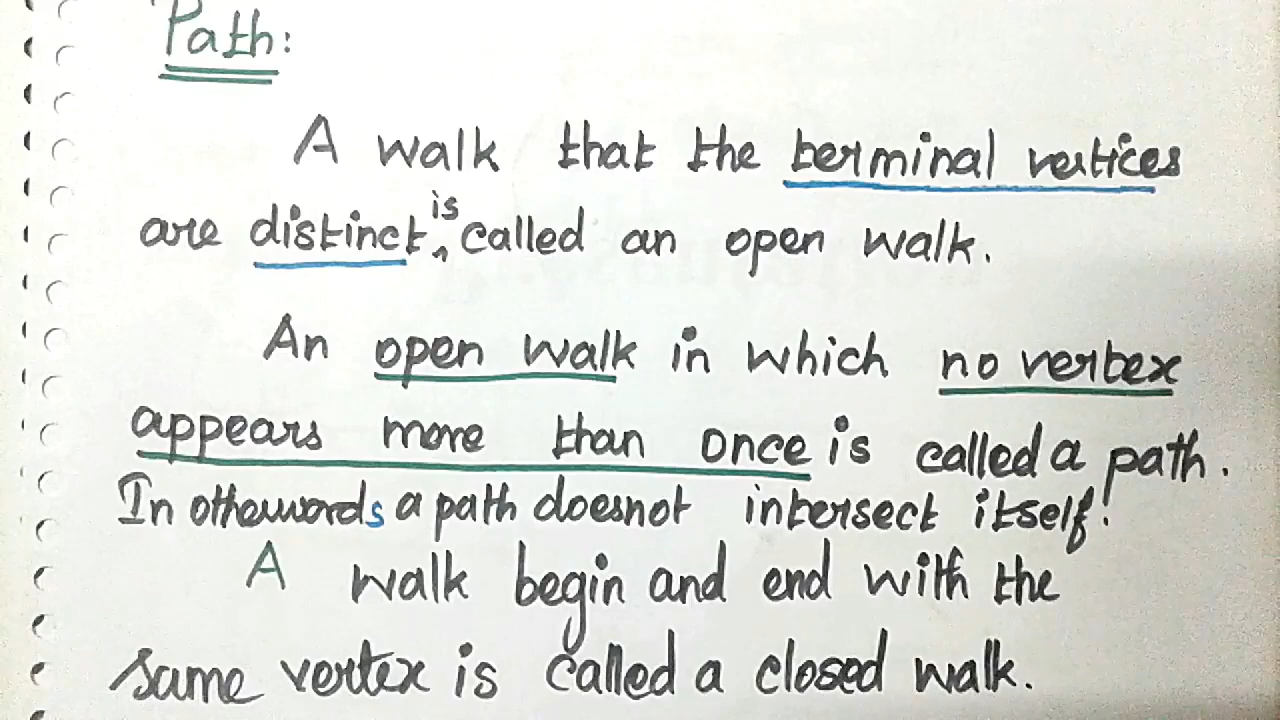 Path:
A walk that the terminal vertices
are distinct is called an open walk.
An open walk in which no vertex
appears more than once is called a path.
In otherwords a path doesnot intersect itself!
A walk begin and end with the
same vertex is called a closed walk.